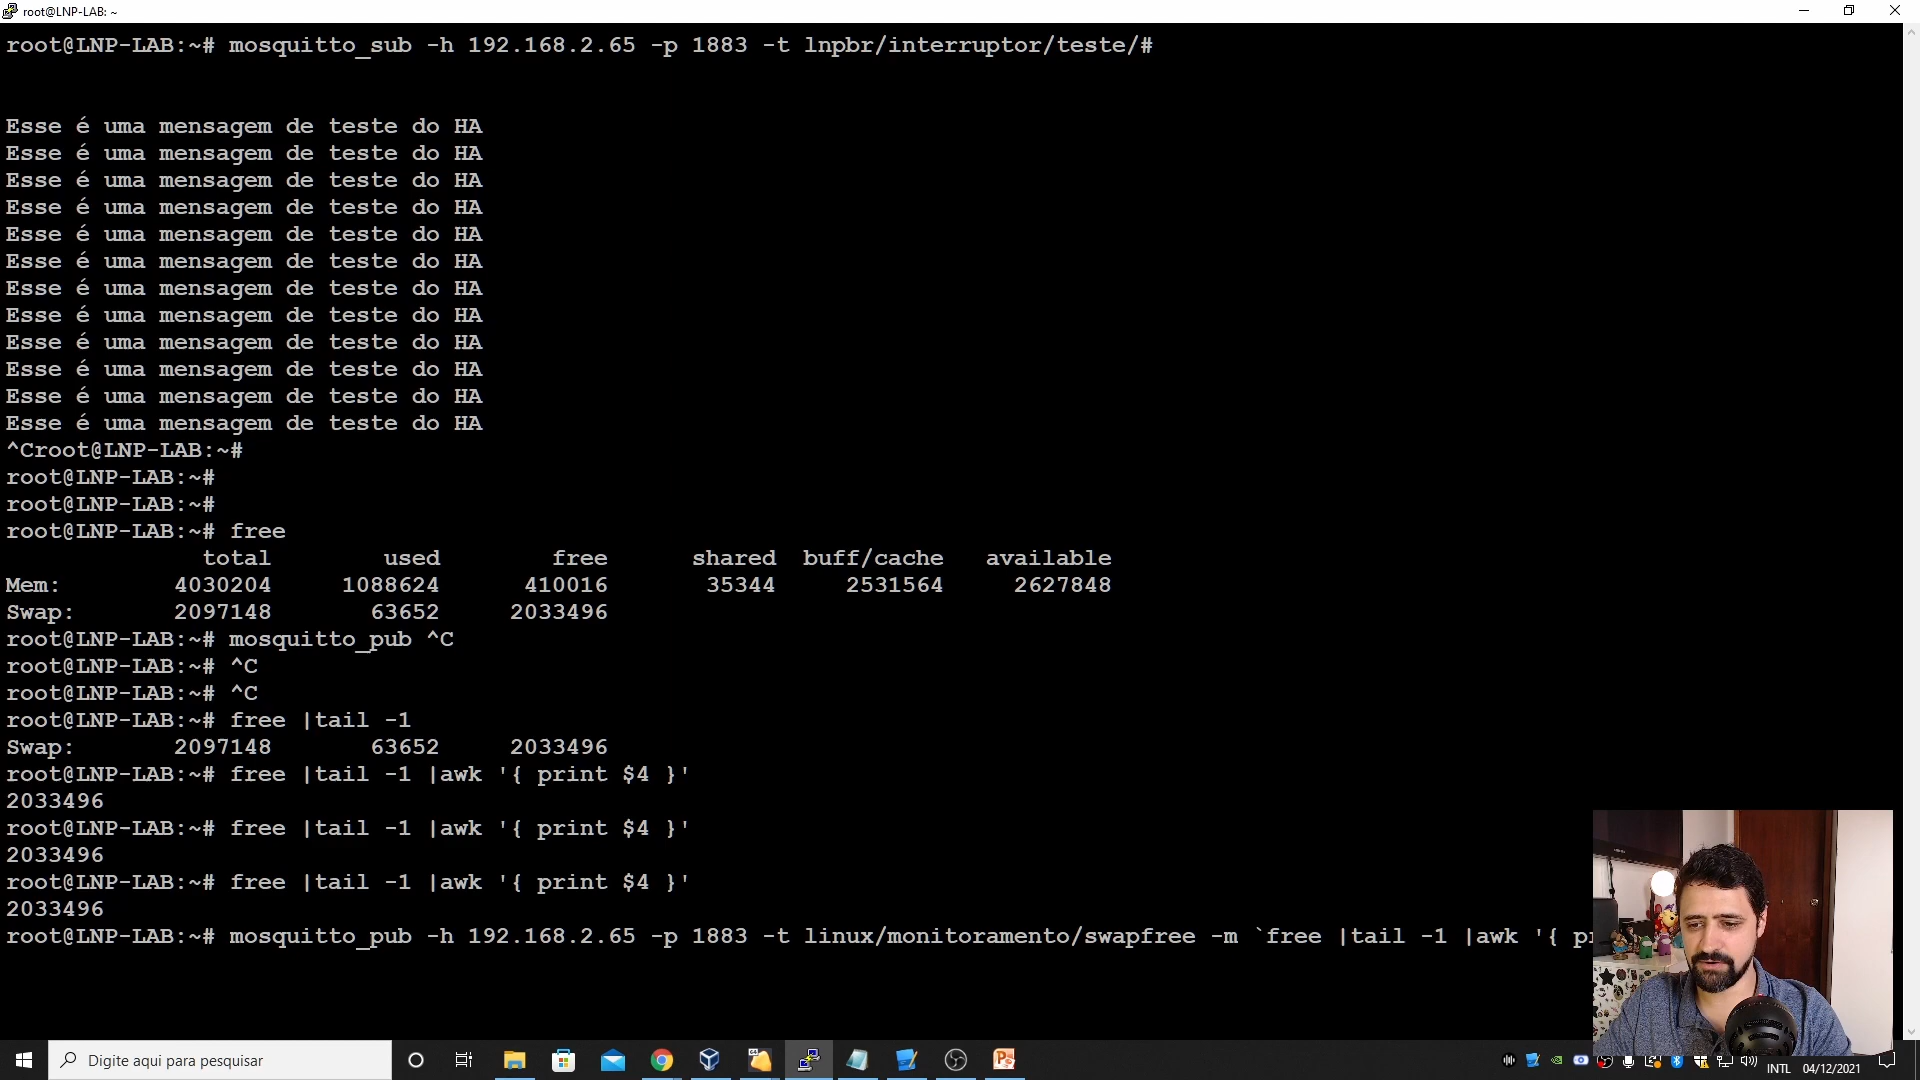 root@LNP-LAB: ~
root@LNP-LAB:~# mosquitto_sub -h 192.168.2.65 -p 1883 -t lnpbr/interruptor/teste/#
Esse é uma mensagem de teste do HA
Esse é uma mensagem de teste do HA
Esse é uma mensagem de teste do HA
Esse é uma mensagem de teste do HA
Esse é uma mensagem de teste do HA
Esse é uma mensagem de teste do HA
Esse é uma mensagem de teste do HA
Esse é uma mensagem de teste do HA
Esse é uma mensagem de teste do HA
Esse é uma mensagem de teste do HA
Esse é uma mensagem de teste do HA
Esse é uma mensagem de teste do HA
^Croot@LNP-LAB:~#
root@LNP-LAB:~#
root@LNP-LAB:~#
root@LNP-LAB:~# free
total used free shared buff/cache available
Mem: 4030204 1088624 410016 35344 2531564 2627848
Swap: 2097148 63652 2033496
root@LNP-LAB:~# mosquitto_pub ^C
root@LNP-LAB:~# ^C
root@LNP-LAB:~# ^C
root@LNP-LAB:~# free |tail -1
Swap: 2097148 63652 2033496
root@LNP-LAB:~# free |tail -1 |awk '{ print $4 }'
2033496
root@LNP-LAB:~# free |tail -1 |awk '{ print $4 }'
2033496
root@LNP-LAB:~# free |tail -1 |awk '{ print $4 }'
2033496
root@LNP-LAB:~# mosquitto_pub -h 192.168.2.65 -p 1883 -t linux/monitoramento/swapfree -m `free |tail -1 |awk '{ p
Digite aqui para pesquisar
INTL 04/12/2021